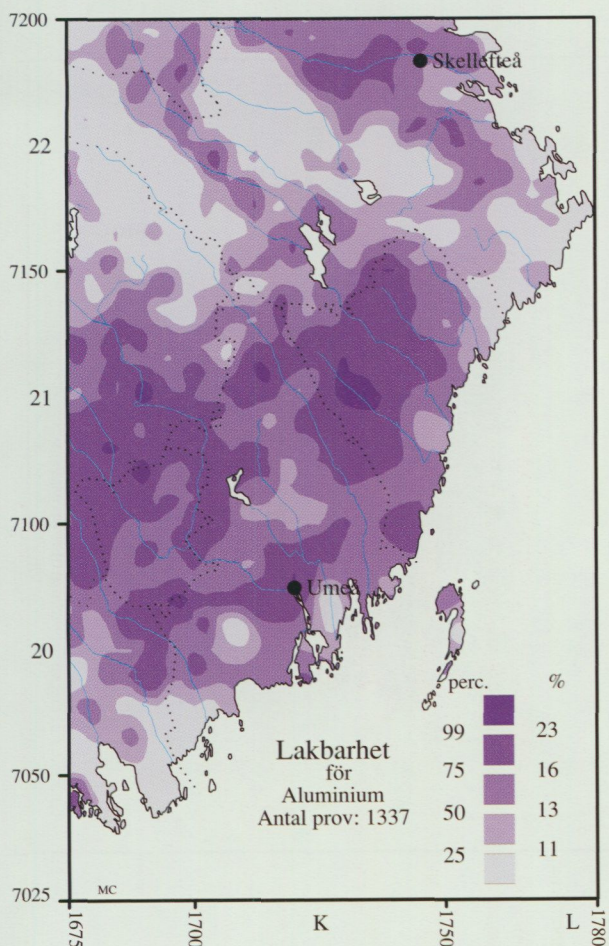 7200
Skellefteå
22
7150
21
7100
Umeå
20
perc. %
99 23
75 16
50 13
25 11
Lakbarhet
för
Aluminium
Antal prov: 1337
7050
7025
MC
1675 1700 K 1750 L 1780